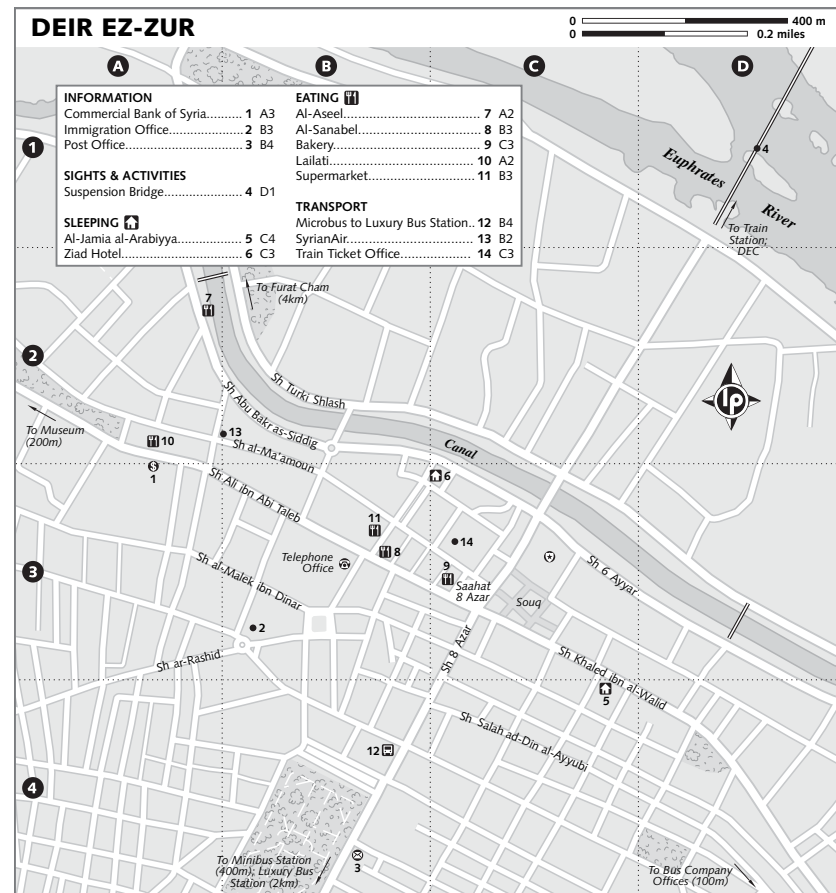 DEIR EZ-ZUR
0 400 m
0 0.2 miles
A B C D
INFORMATION
Commercial Bank of Syria........ 1 A3
Immigration Office................ 2 B3
Post Office............................ 3 B4
SIGHTS & ACTIVITIES
Suspension Bridge................ 4 D1
SLEEPING
Al-Jamia al-Arabiyya.............. 5 C4
Ziad Hotel............................ 6 C3
EATING
Al-Aseel................................ 7 A2
Al-Sanabel............................ 8 B3
Bakery.................................. 9 C3
Lailati................................... 10 A2
Supermarket......................... 11 B3
TRANSPORT
Microbus to Luxury Bus Station.. 12 B4
SyrianAir............................... 13 B2
Train Ticket Office................. 14 C3
1
4
Euphrates
River
To Train
Station;
DEC
7
To Furat Cham
(4km)
2
Sh Turki Shlash
Sh Abu Bakr as-Siddig
lp
To Museum
(200m)
10
13
Sh al-Ma'amoun
Canal
1
6
Sh Ali ibn Abi Taleb
11
14
8
Telephone
Office
9
Saahat
8 Azar
Souq
Sh 6 Ayyar
3
Sh al-Malek ibn Dinar
2
Sh ar-Rashid
Sh 8 Azar
Sh Khaled ibn al-Walid
5
Sh Salah ad-Din al-Ayyubi
12
4
To Minibus Station
(400m); Luxury Bus
Station (2km)
3
To Bus Company
Offices (100m)